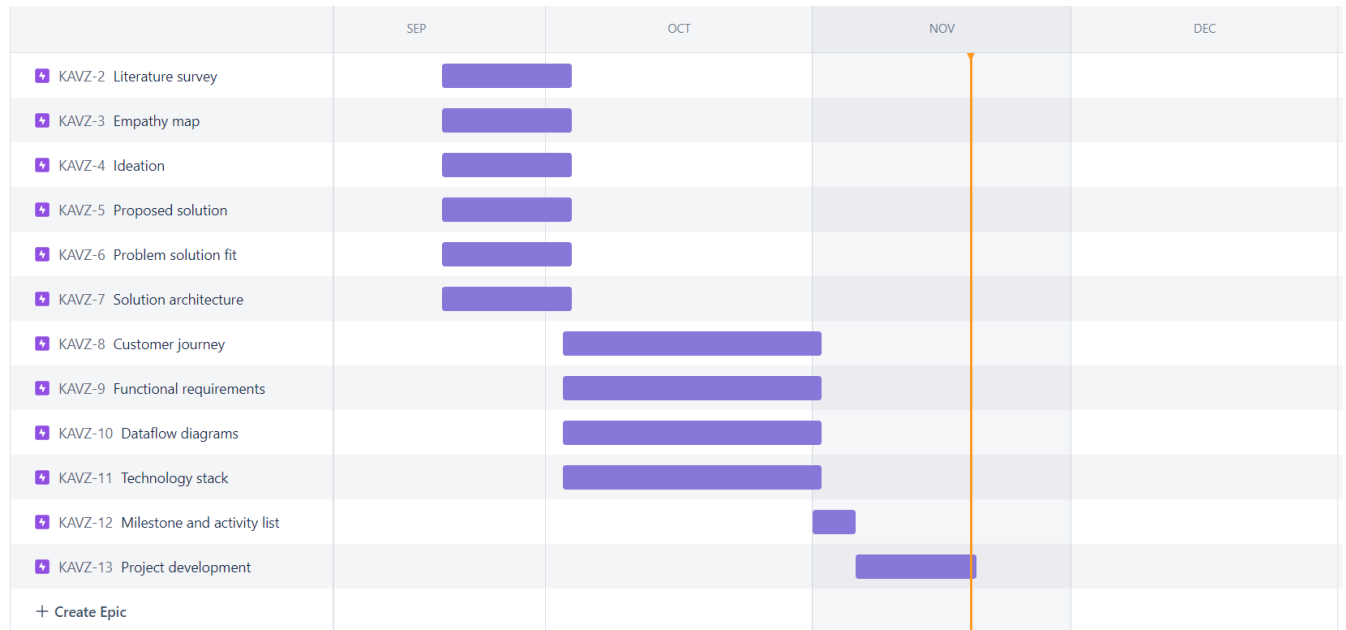 SEP OCT NOV DEC
KAVZ-2 Literature survey
KAVZ-3 Empathy map
KAVZ-4 Ideation
KAVZ-5 Proposed solution
KAVZ-6 Problem solution fit
KAVZ-7 Solution architecture
KAVZ-8 Customer journey
KAVZ-9 Functional requirements
KAVZ-10 Dataflow diagrams
KAVZ-11 Technology stack
KAVZ-12 Milestone and activity list
KAVZ-13 Project development
+ Create Epic